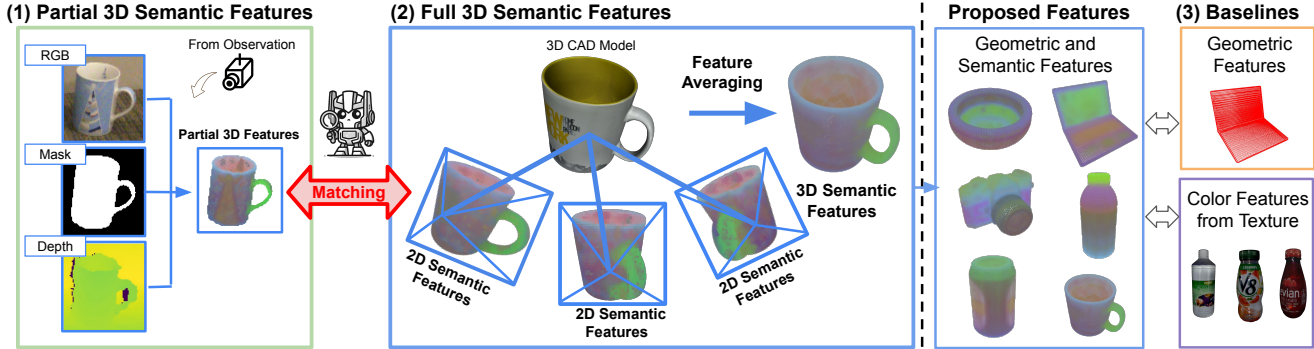 (1) Partial 3D Semantic Features
RGB
From Observation
Mask
Partial 3D Features
Depth
Matching
(2) Full 3D Semantic Features
3D CAD Model
Feature
Averaging
3D Semantic
Features
2D Semantic
Features
2D Semantic
Features
2D Semantic
Features
Proposed Features
Geometric and
Semantic Features
(3) Baselines
Geometric
Features
Color Features
from Texture
V8
evian